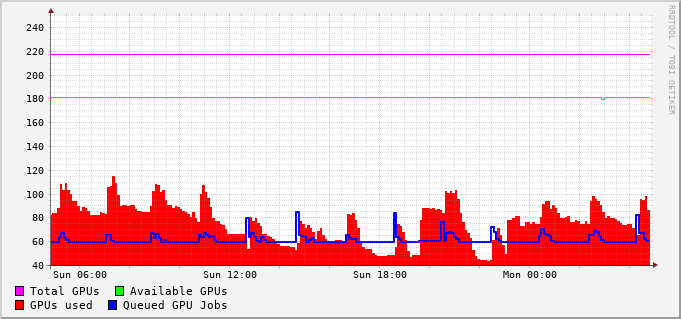 240
220
200
180
160
140
120
100
80
60
40
Sun 06:00 Sun 12:00 Sun 18:00 Mon 00:00
Total GPUs Available GPUs
GPUs used Queued GPU Jobs
RRDTOOL / TOBI OETIKER